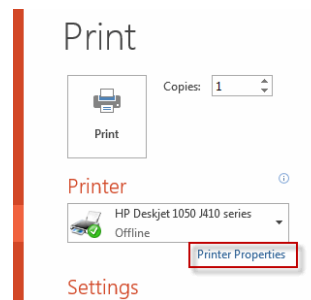 Print
Copies: 1
Print
Printer
HP Deskjet 1050 J410 series
Offline
Printer Properties
Settings